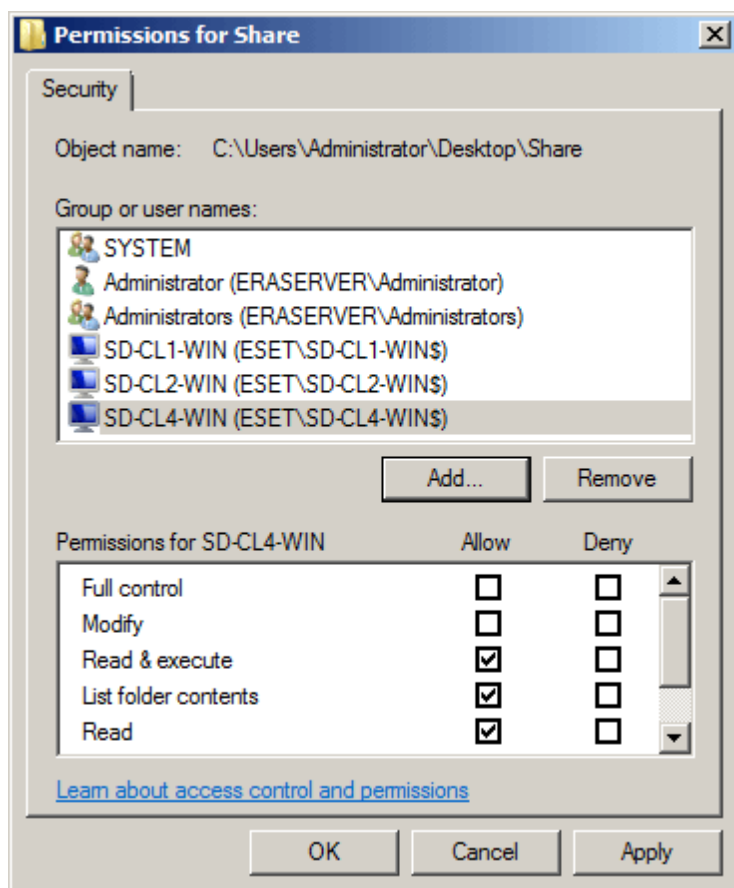 Permissions for Share
Security
Object name: C:\Users\Administrator\Desktop\Share
Group or user names:
SYSTEM
Administrator (ERASERVER\Administrator)
Administrators (ERASERVER\Administrators)
SD-CL1-WIN (ESET\SD-CL1-WIN$)
SD-CL2-WIN (ESET\SD-CL2-WIN$)
SD-CL4-WIN (ESET\SD-CL4-WIN$)
Add... Remove
Permissions for SD-CL4-WIN Allow Deny
Full control
Modify
Read & execute
List folder contents
Read
Learn about access control and permissions
OK Cancel Apply